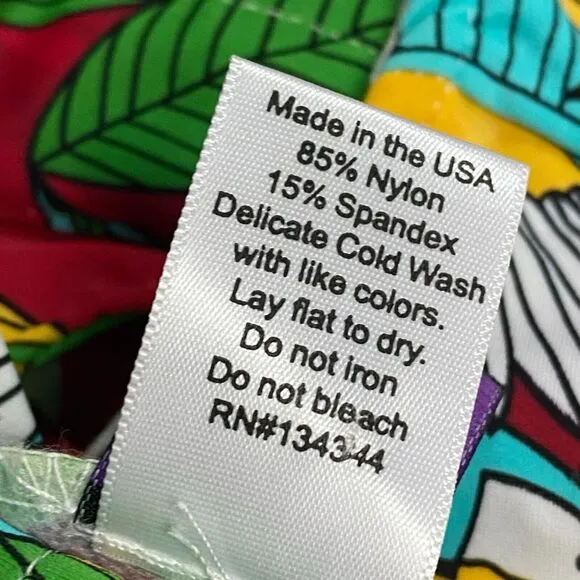 Made in the USA
85% Nylon
15% Spandex
Delicate Cold Wash
with like colors.
Lay flat to dry.
Do not iron
Do not bleach
RN#134344